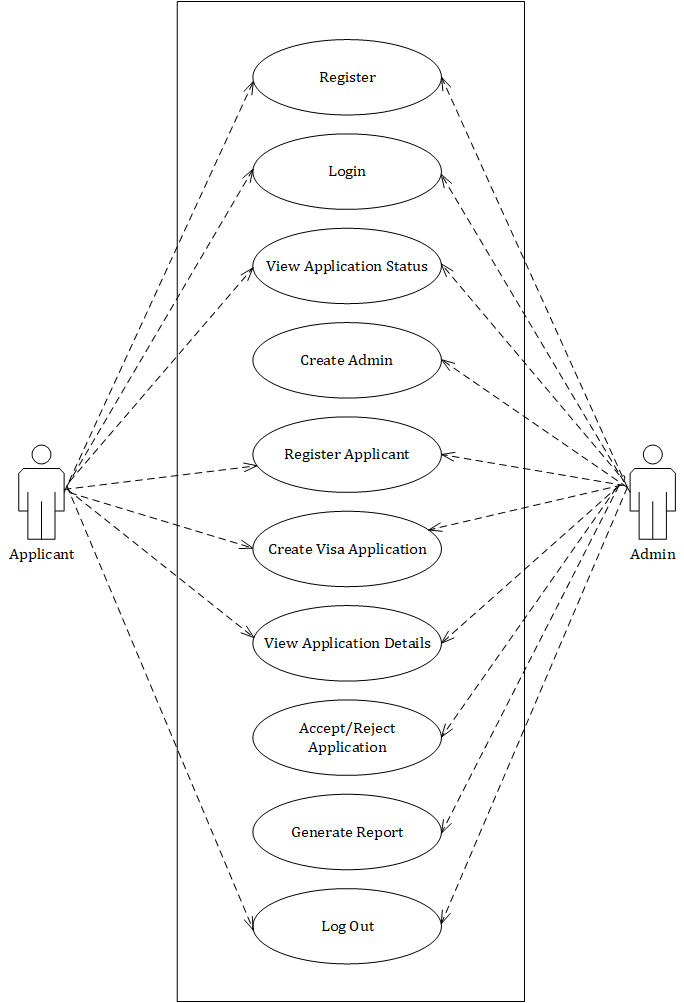 Register
Login
View Application Status
Create Admin
Register Applicant
Applicant
Admin
Create Visa Application
View Application Details
Accept/Reject
Application
Generate Report
Log Out